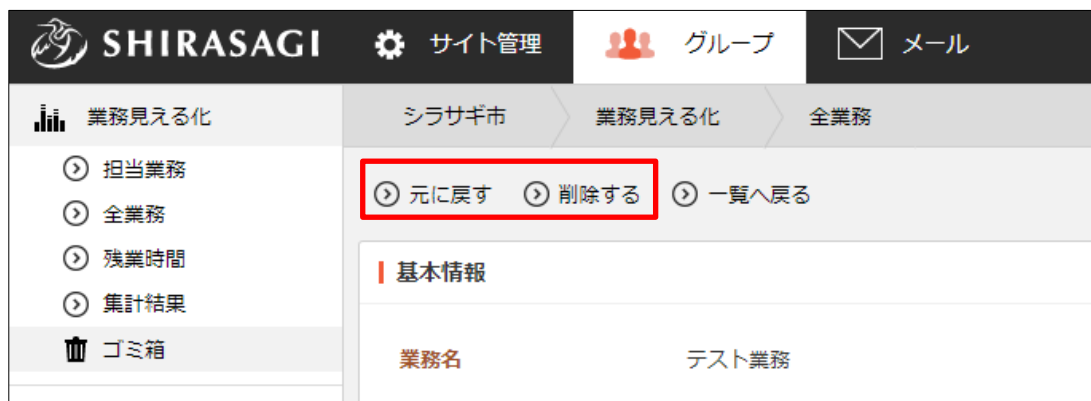 SHIRASAGI サイト管理 グループ メール
業務見える化 シラサギ市 業務見える化 全業務
担当業務
全業務
残業時間
集計結果
ゴミ箱
元に戻す 削除する 一覧へ戻る
基本情報
業務名 テスト業務